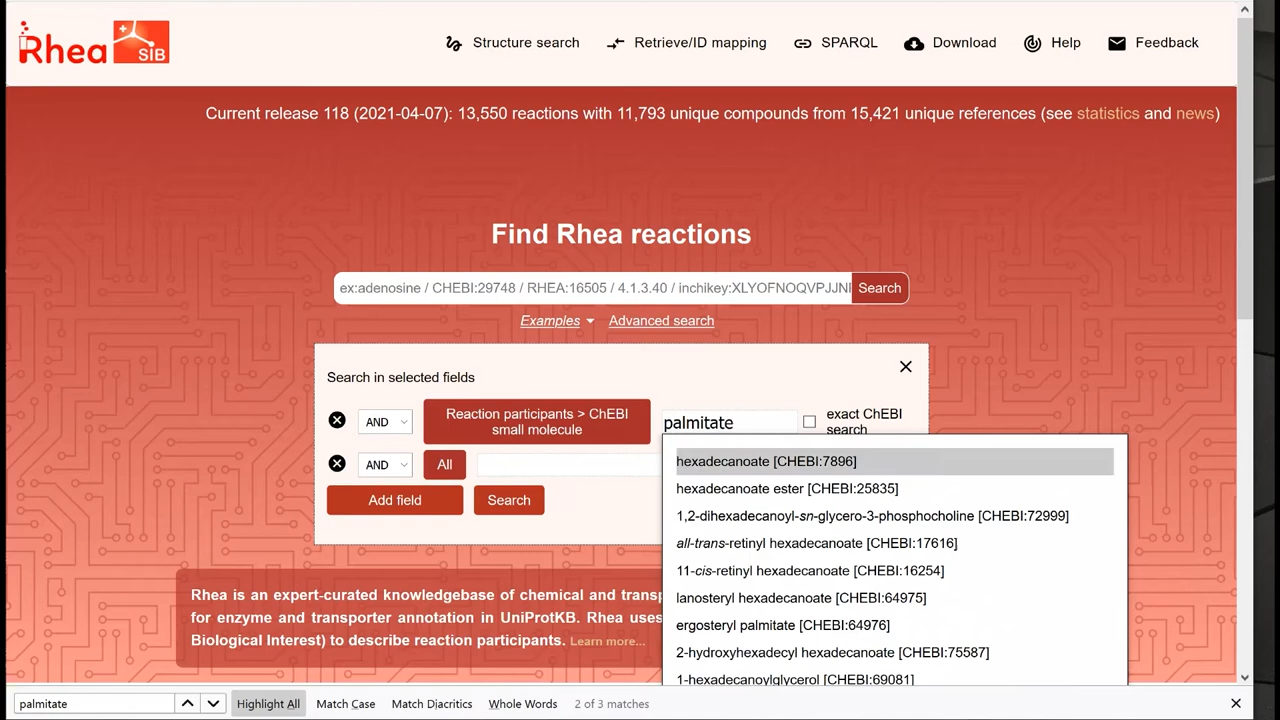 Rhea SIB
Structure search Retrieve/ID mapping SPARQL Download Help Feedback
Current release 118 (2021-04-07): 13,550 reactions with 11,793 unique compounds from 15,421 unique references (see statistics and news)
Find Rhea reactions
ex:adenosine / CHEBI:29748 / RHEA:16505 / 4.1.3.40 / inchikey:XLYOFNOQVPJJNP Search
Examples Advanced search
Search in selected fields
AND Reaction participants > ChEBI small molecule palmitate exact ChEBI search
AND All
Add field Search
hexadecanoate [CHEBI:7896]
hexadecanoate ester [CHEBI:25835]
1,2-dihexadecanoyl-sn-glycero-3-phosphocholine [CHEBI:72999]
all-trans-retinyl hexadecanoate [CHEBI:17616]
11-cis-retinyl hexadecanoate [CHEBI:16254]
lanosteryl hexadecanoate [CHEBI:64975]
ergosteryl palmitate [CHEBI:64976]
2-hydroxyhexadecyl hexadecanoate [CHEBI:75587]
1-hexadecanoylglycerol [CHEBI:69081]
Rhea is an expert-curated knowledgebase of chemical and transp
for enzyme and transporter annotation in UniProtKB. Rhea uses
Biological Interest) to describe reaction participants. Learn more...
palmitate Highlight All Match Case Match Diacritics Whole Words 2 of 3 matches